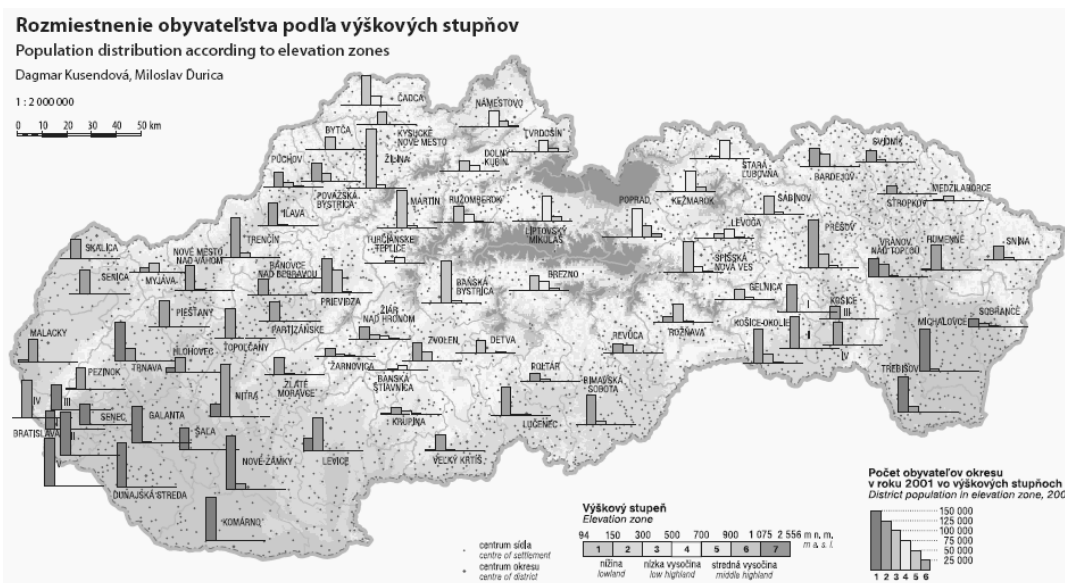 Rozmiestnenie obyvateľstva podľa výškových stupňov
Population distribution according to elevation zones
Dagmar Kusendová, Miloslav Ďurica
1 : 2 000 000
0 10 20 30 40 50 km
ČADCA
NÁMESTOVO
BYTČA
KYSUCKÉ
NOVÉ MESTO
TVRDOŠÍN
SVIDNÍK
PÚCHOV
ŽILINA
DOLNÝ
KUBÍN
STARÁ
ĽUBOVŇA
BARDEJOV
MEDZILABORCE
POVAŽSKÁ
BYSTRICA
MARTIN
RUŽOMBEROK
POPRAD
KEŽMAROK
SABINOV
STROPKOV
ILAVA
LEVOČA
PREŠOV
TRENČÍN
TURČIANSKE
TEPLICE
LIPTOVSKÝ
MIKULÁŠ
VRANOV
NAD TOPĽOU
HUMENNÉ
SNINA
SKALICA
NOVÉ MESTO
NAD VÁHOM
SPIŠSKÁ
NOVÁ VES
SENICA
MYJAVA
BÁNOVCE
NAD BEBRAVOU
PRIEVIDZA
BANSKÁ
BYSTRICA
BREZNO
GELNICA
KOŠICE
I
III
PIEŠŤANY
PARTIZÁNSKE
ŽIAR
NAD HRONOM
ROŽŇAVA
KOŠICE-OKOLIE
II
IV
SOBRANCE
MALACKY
TOPOĽČANY
REVÚCA
MICHALOVCE
HLOHOVEC
ZVOLEN
DETVA
TRNAVA
ŽARNOVICA
BANSKÁ
ŠTIAVNICA
POLTÁR
TREBIŠOV
PEZINOK
ZLATÉ
MORAVCE
RIMAVSKÁ
SOBOTA
NITRA
IV
III
SENEC
GALANTA
KRUPINA
LUČENEC
BRATISLAVA
II
ŠAĽA
V
NOVÉ ZÁMKY
LEVICE
VEĽKÝ KRTÍŠ
DUNAJSKÁ STREDA
KOMÁRNO
centrum sídla
centre of settlement
centrum okresu
centre of district
Výškový stupeň
Elevation zone
94 150 300 500 700 900 1 075 2 556 m n. m.
m a. s. l.
1 2 3 4 5 6 7
nížina nízka vysočina stredná vysočina
lowland low highland middle highland
Počet obyvateľov okresu
v roku 2001 vo výškových stupňoch
District population in elevation zone, 200
150 000
125 000
100 000
75 000
50 000
25 000
1 2 3 4 5 6